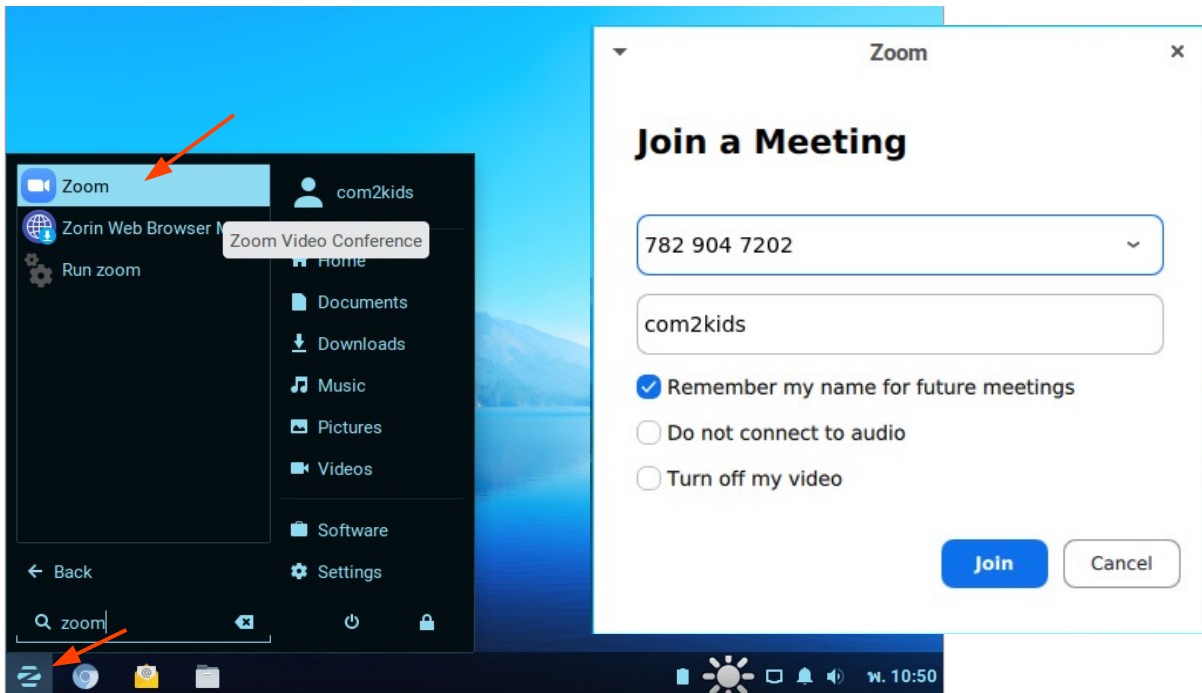 Zoom
Zorin Web Browser M
Run zoom
Back
zoom
com2kids
Zoom Video Conference
Home
Documents
Downloads
Music
Pictures
Videos
Software
Settings
พ. 10:50
Zoom
Join a Meeting
782 904 7202
com2kids
Remember my name for future meetings
Do not connect to audio
Turn off my video
Join Cancel